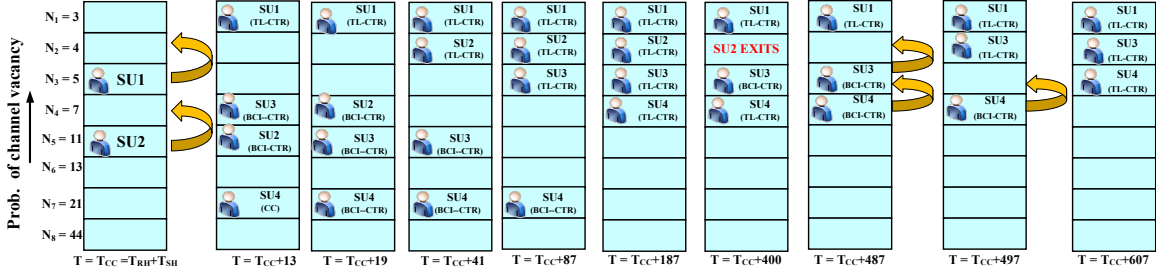 Prob. of channel vacancy
N1 = 3
N2 = 4
N3 = 5
N4 = 7
N5 = 11
N6 = 13
N7 = 21
N8 = 44
SU1
SU2
T = TCC =TRH+TSH
SU1
(TL-CTR)
SU3
(BCI--CTR)
SU2
(BCI-CTR)
SU4
(CC)
T = TCC+13
SU1
(TL-CTR)
SU2
(BCI-CTR)
SU3
(BCI--CTR)
SU4
(BCI--CTR)
T = TCC+19
SU1
(TL-CTR)
SU2
(TL-CTR)
SU3
(BCI--CTR)
SU4
(BCI--CTR)
T = TCC+41
SU1
(TL-CTR)
SU2
(TL-CTR)
SU3
(TL-CTR)
SU4
(BCI--CTR)
T = TCC+87
SU1
(TL-CTR)
SU2
(TL-CTR)
SU3
(TL-CTR)
SU4
(TL-CTR)
T = TCC+187
SU1
(TL-CTR)
SU2 EXITS
SU3
(BCI-CTR)
SU4
(TL-CTR)
T = TCC+400
SU1
(TL-CTR)
SU3
(BCI-CTR)
SU4
(BCI-CTR)
T = TCC+487
SU1
(TL-CTR)
SU3
(TL-CTR)
SU4
(BCI-CTR)
T = TCC+497
SU1
(TL-CTR)
SU3
(TL-CTR)
SU4
(TL-CTR)
T = TCC+607